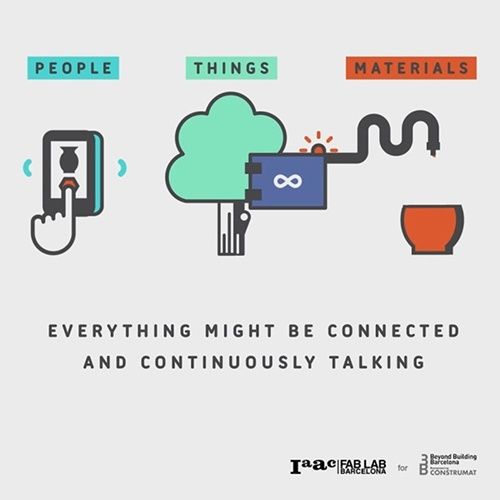 PEOPLE
THINGS
MATERIALS
EVERYTHING MIGHT BE CONNECTED
AND CONTINUOUSLY TALKING
Iaac FAB LAB
BARCELONA
for
Beyond Building
Barcelona
CONSTRUMAT